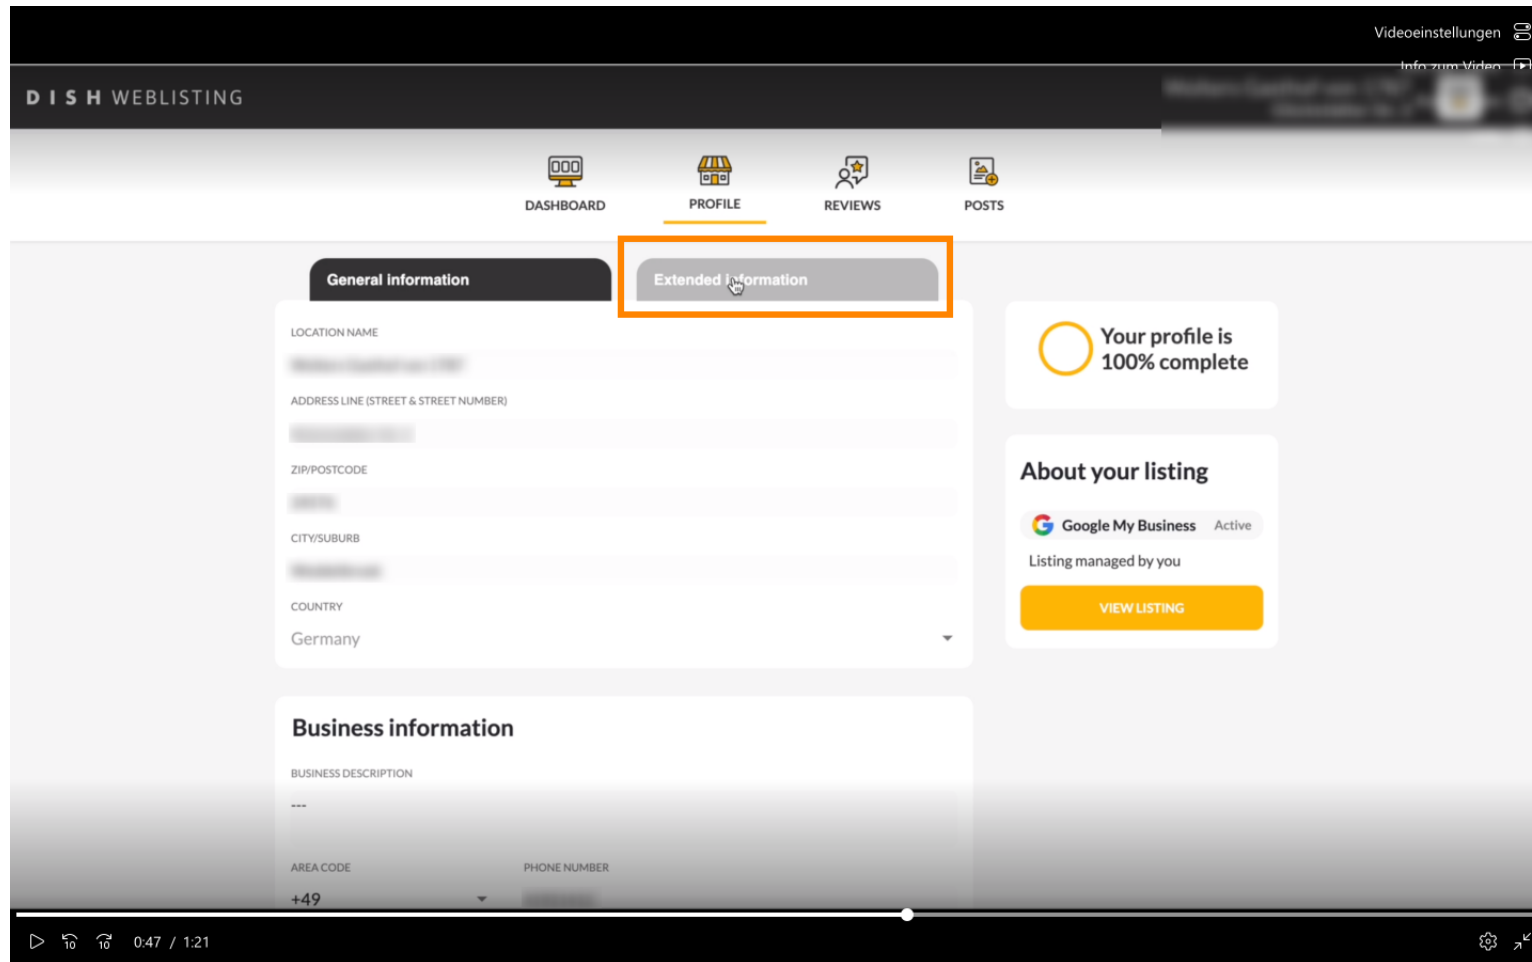 Videoeinstellungen
Info zum Video
DISH WEBLISTING
DASHBOARD
PROFILE
REVIEWS
POSTS
General information
Extended information
LOCATION NAME
ADDRESS LINE (STREET & STREET NUMBER)
ZIP/POSTCODE
CITY/SUBURB
COUNTRY
Germany
Your profile is
100% complete
About your listing
Google My Business Active
Listing managed by you
VIEW LISTING
Business information
BUSINESS DESCRIPTION
---
AREA CODE
PHONE NUMBER
+49
10
10
0:47 / 1:21